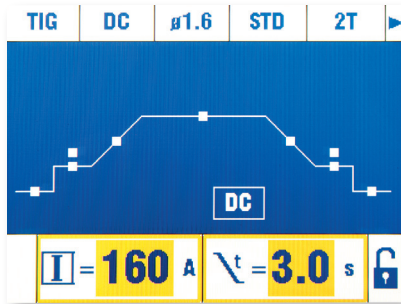 TIG DC ø1.6 STD 2T
DC
I = 160 A t = 3.0 s